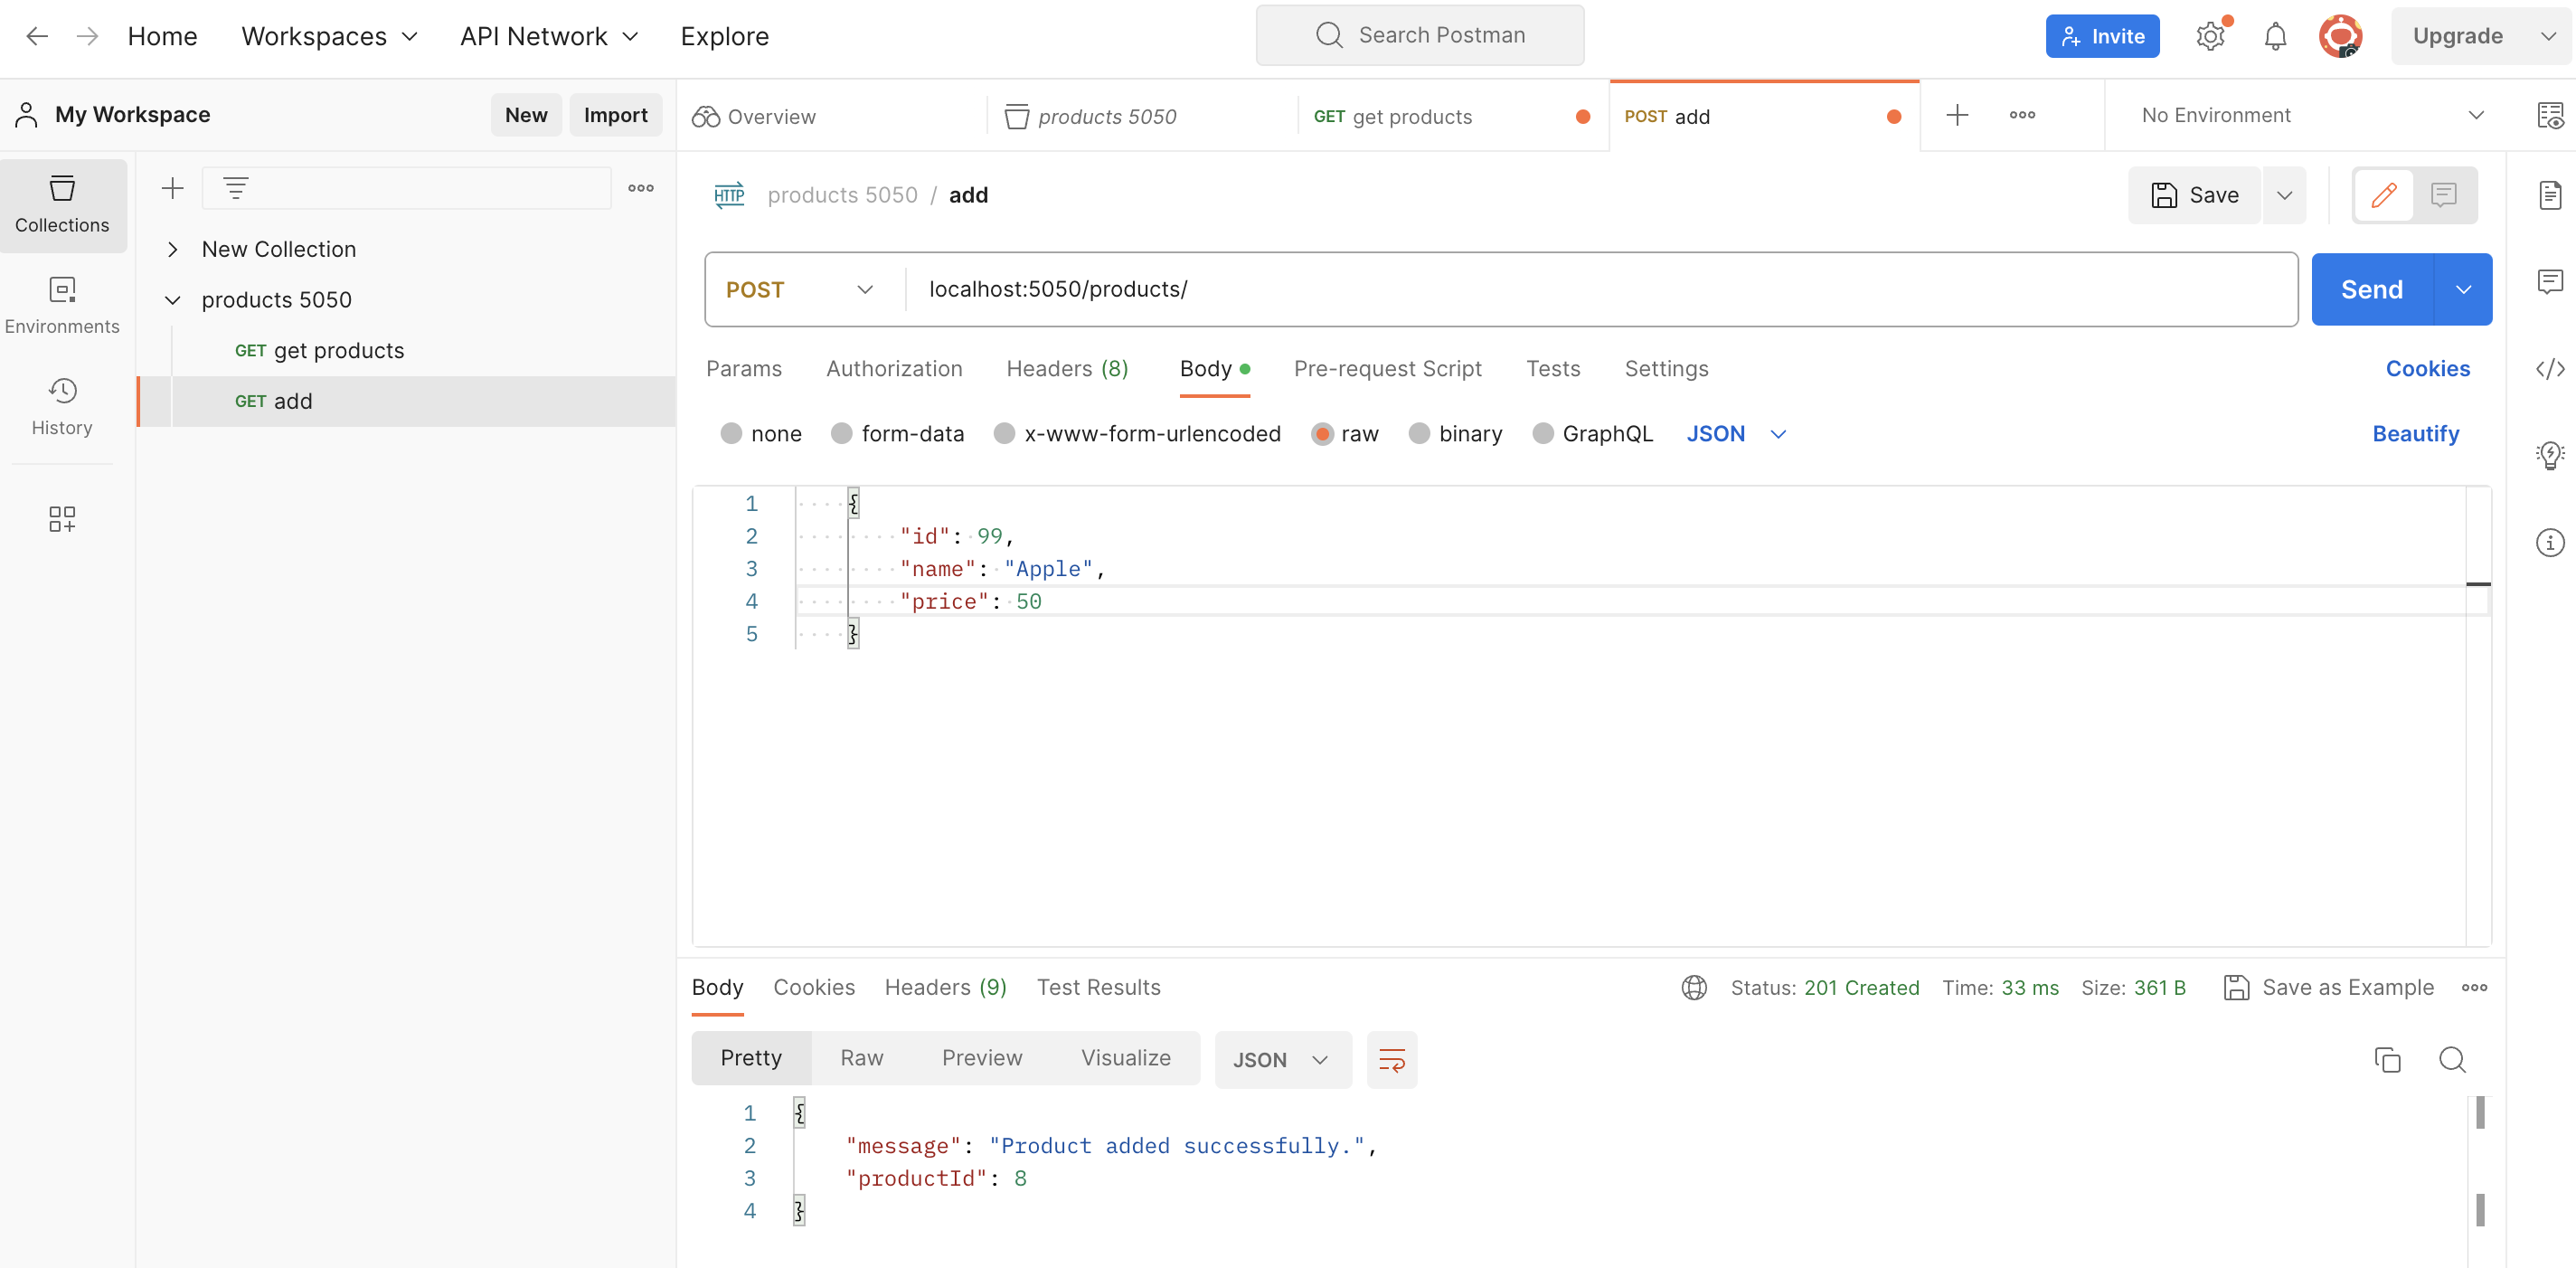 Home Workspaces API Network Explore Search Postman Invite Upgrade
My Workspace New Import Overview products 5050 GET get products POST add No Environment
Collections
Environments
History
New Collection
products 5050
GET get products
GET add
HTTP products 5050 / add Save
POST localhost:5050/products/ Send
Params Authorization Headers (8) Body Pre-request Script Tests Settings Cookies
none form-data x-www-form-urlencoded raw binary GraphQL JSON Beautify
1 {
2 "id": 99,
3 "name": "Apple",
4 "price": 50
5 }
Body Cookies Headers (9) Test Results Status: 201 Created Time: 33 ms Size: 361 B Save as Example
Pretty Raw Preview Visualize JSON
1 {
2 "message": "Product added successfully.",
3 "productId": 8
4 }